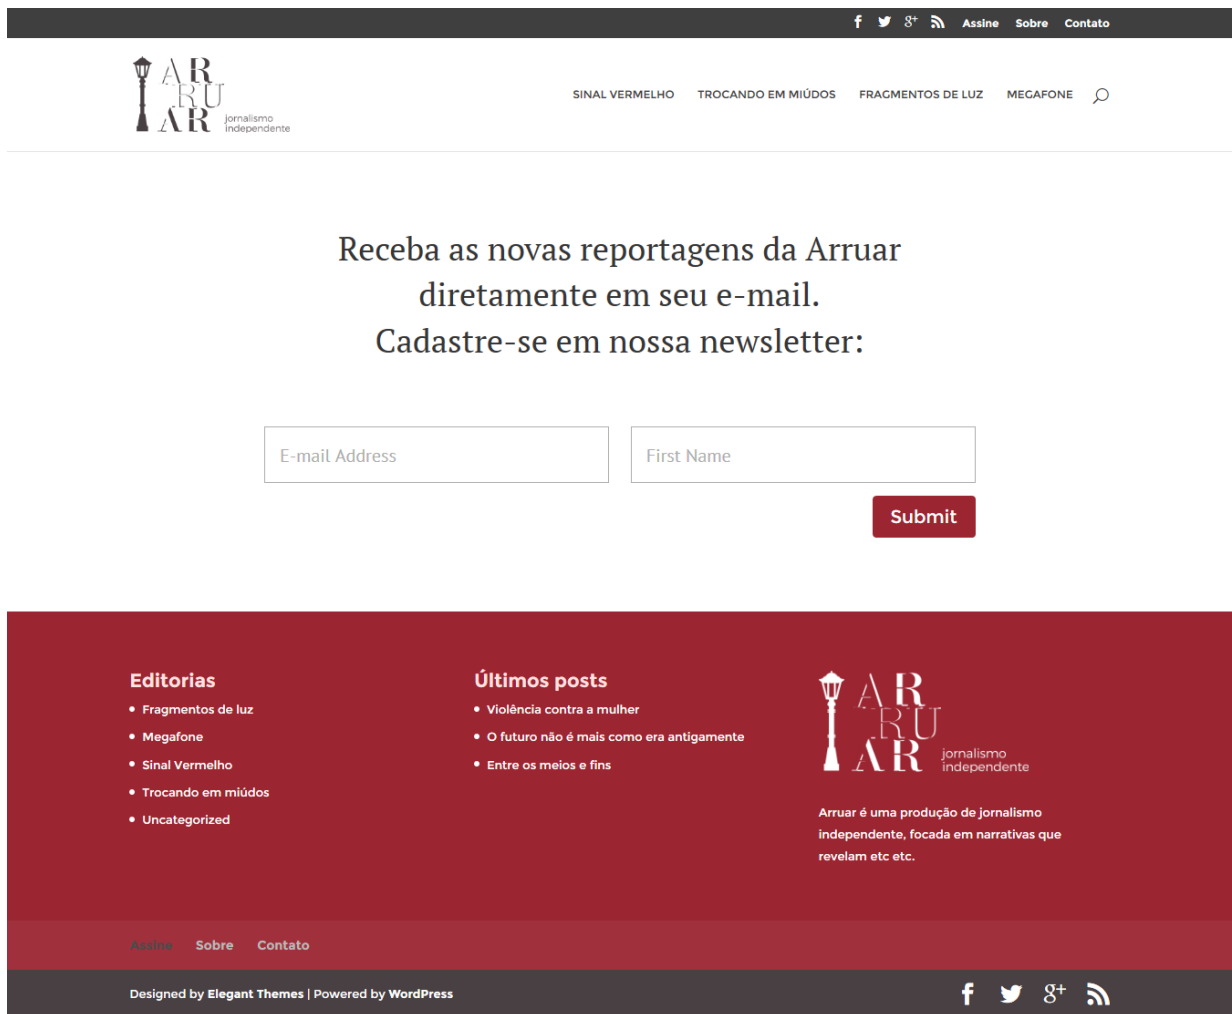 Assine Sobre Contato
AR
RU
AR
jornalismo
independente
SINAL VERMELHO TROCANDO EM MIÚDOS FRAGMENTOS DE LUZ MEGAFONE
Receba as novas reportagens da Arruar
diretamente em seu e-mail.
Cadastre-se em nossa newsletter:
E-mail Address First Name
Submit
Editorias
• Fragmentos de luz
• Megafone
• Sinal Vermelho
• Trocando em miúdos
• Uncategorized
Últimos posts
• Violência contra a mulher
• O futuro não é mais como era antigamente
• Entre os meios e fins
AR
RU
AR
jornalismo
independente
Arruar é uma produção de jornalismo
independente, focada em narrativas que
revelam etc etc.
Assine Sobre Contato
Designed by Elegant Themes | Powered by WordPress